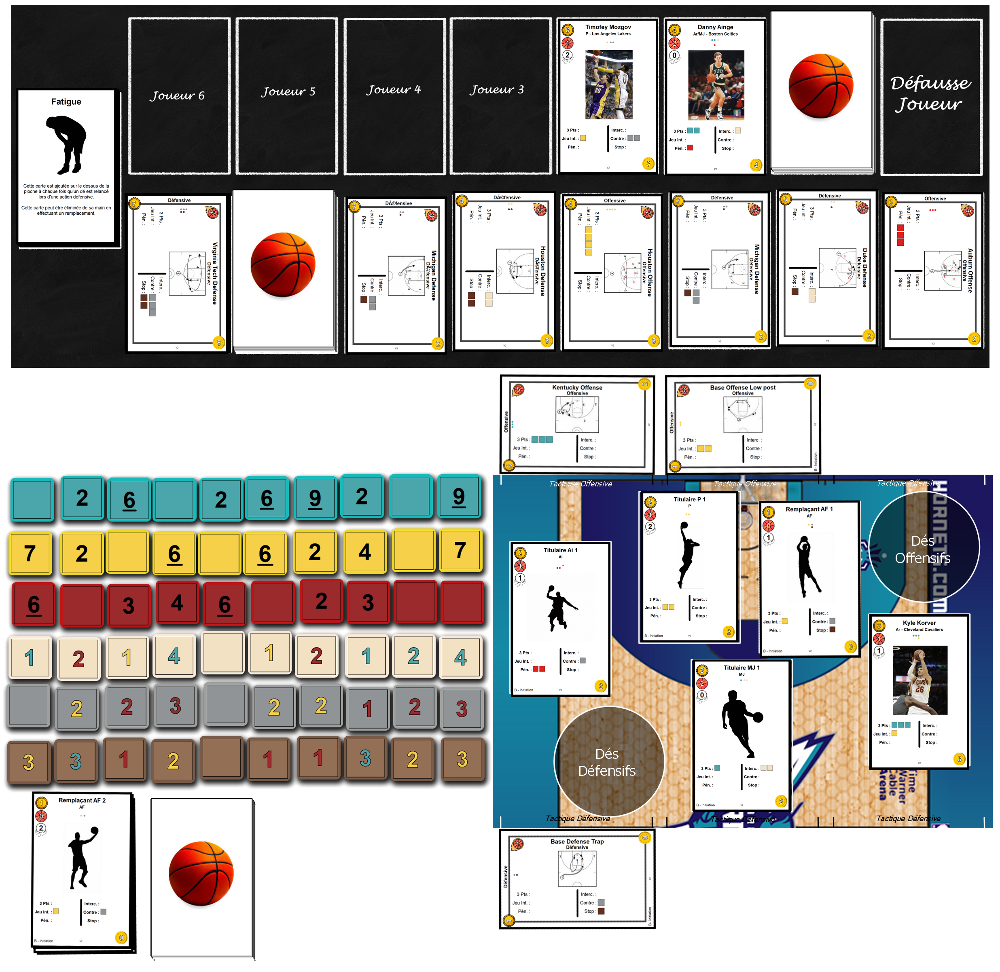 Fatigue
Cette carte est ajoutée sur le dessus de la
pioche à chaque fois qu'un dé est relancé
lors d'une action défensive.
Cette carte peut être éliminée de sa main en
effectuant un remplacement.
Joueur 6
Joueur 5
Joueur 4
Joueur 3
3
1
2
Timofey Mozgov
P - Los Angeles Lakers
3 Pts :
Jeu Int. :
Pén. :
Interc. :
Contre :
Stop :
V2
3
4
2
0
Danny Ainge
Ar/MJ - Boston Celtics
3 Pts :
Jeu Int. :
Pén. :
Interc. :
Contre :
Stop :
V2
4
Défausse
Joueur
Défensive
6
7
Virginia Tech Defense
Défensive
3 Pts :
Jeu Int. :
Pén. :
Interc. :
Contre :
Stop :
V2
8
DÃ©fensive
3
3
Michigan Defense
DÃ©fensive
3 Pts :
Jeu Int. :
Pén. :
Interc. :
Contre :
Stop :
V2
2
DÃ©fensive
4
5
Houston Defense
DÃ©fensive
3 Pts :
Jeu Int. :
Pén. :
Interc. :
Contre :
Stop :
V2
5
Offensive
4
7
Houston Offense
Offensive
3 Pts :
Jeu Int. :
Pén. :
Interc. :
Contre :
Stop :
V2
5
Défensive
3
3
Michigan Defense
Défensive
3 Pts :
Jeu Int. :
Pén. :
Interc. :
Contre :
Stop :
V2
2
Défensive
3
3
Duke Defense
Défensive
3 Pts :
Jeu Int. :
Pén. :
Interc. :
Contre :
Stop :
V2
2
Offensive
3
5
Auburn Offense
Offensive
3 Pts :
Jeu Int. :
Pén. :
Interc. :
Contre :
Stop :
V2
2
5
Kentucky Offense
Offensive
2
Offensive
3 Pts :
Jeu Int. :
Pén. :
Interc. :
Contre :
Stop :
V2
3
Base Offense Low post
Offensive
0
Offensive
3 Pts :
Jeu Int. :
Pén. :
Interc. :
Contre :
Stop :
V2
B - Initiation
1
2 6 2 6 9 2 9
7 2 6 6 2 4 7
6 3 4 6 2 3
1 2 1 4 1 2 1 2 4
2 2 3 2 2 1 2 3
3 3 1 2 1 1 3 2 3
Tactique Offensive
Tactique Offensive
Tactique Offensive
HORNETS.COM
Dés
Offensifs
2
1
2
Titulaire P 1
P
3 Pts :
Jeu Int. :
Pén. :
Interc. :
Contre :
Stop :
B - Initiation
V2
2
1
0
1
Remplaçant AF 1
AF
3 Pts :
Jeu Int. :
Pén. :
Interc. :
Contre :
Stop :
B - Initiation
V2
0
2
1
1
Titulaire Ai 1
Ai
3 Pts :
Jeu Int. :
Pén. :
Interc. :
Contre :
Stop :
B - Initiation
V2
2
3
1
1
Kyle Korver
Ar - Cleveland Cavaliers
CAVS
26
3 Pts :
Jeu Int. :
Pén. :
Interc. :
Contre :
Stop :
V2
3
2
2
0
Titulaire MJ 1
MJ
3 Pts :
Jeu Int. :
Pén. :
Interc. :
Contre :
Stop :
B - Initiation
V2
2
Dés
Défensifs
Time
Warner
Cable
Arena
Tactique Défensive
Tactique Défensive
Tactique Défensive
1
Base Defense Trap
Défensive
0
Défensive
3 Pts :
Jeu Int. :
Pén. :
Interc. :
Contre :
Stop :
V2
B - Initiation
1
1
0
2
Remplaçant AF 2
AF
3 Pts :
Jeu Int. :
Pén. :
Interc. :
Contre :
Stop :
B - Initiation
V2
0